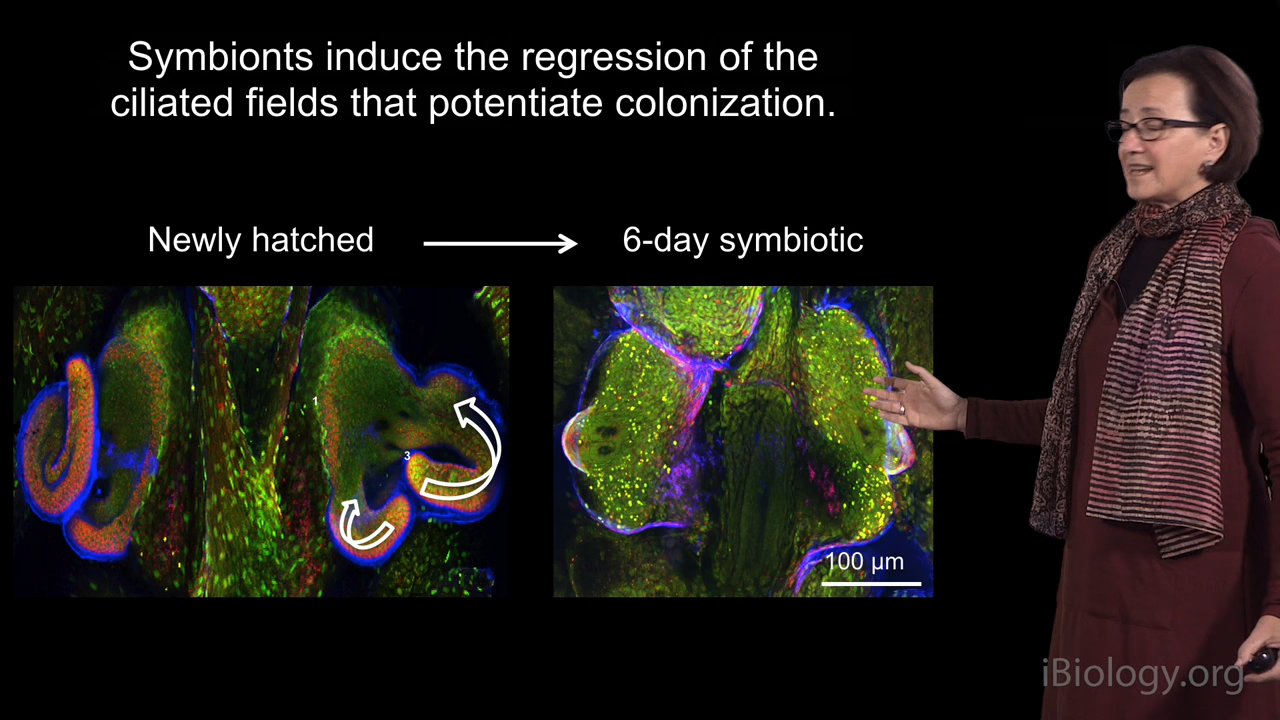 Symbionts induce the regression of the
ciliated fields that potentiate colonization.
Newly hatched
6-day symbiotic
1
3
100 µm
iBiology.org